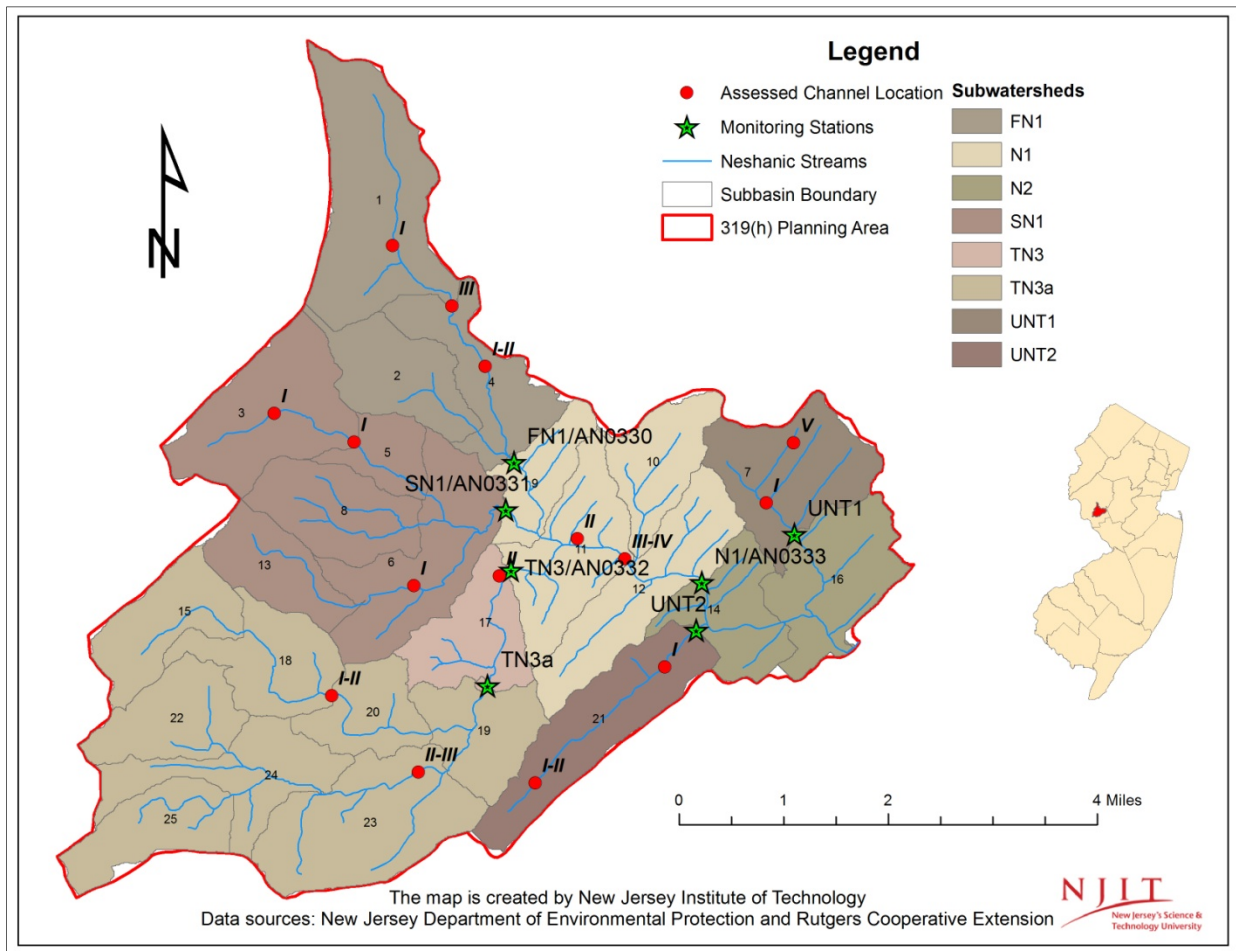 Legend
Assessed Channel Location
Monitoring Stations
Neshanic Streams
Subbasin Boundary
319(h) Planning Area
Subwatersheds
FN1
N1
N2
SN1
TN3
TN3a
UNT1
UNT2
N
1
I
III
I-II
4
2
3
I
I
5
FN1/AN0330
SN1/AN0331
9
10
V
7
I
UNT1
8
II
11
III-IV
N1/AN0333
13
6
I
II
TN3/AN0332
12
UNT2
14
16
15
17
I
18
TN3a
I-II
20
19
21
22
II-III
I-II
24
25
23
0 1 2 4 Miles
The map is created by New Jersey Institute of Technology
Data sources: New Jersey Department of Environmental Protection and Rutgers Cooperative Extension
NJIT
New Jersey's Science &
Technology University